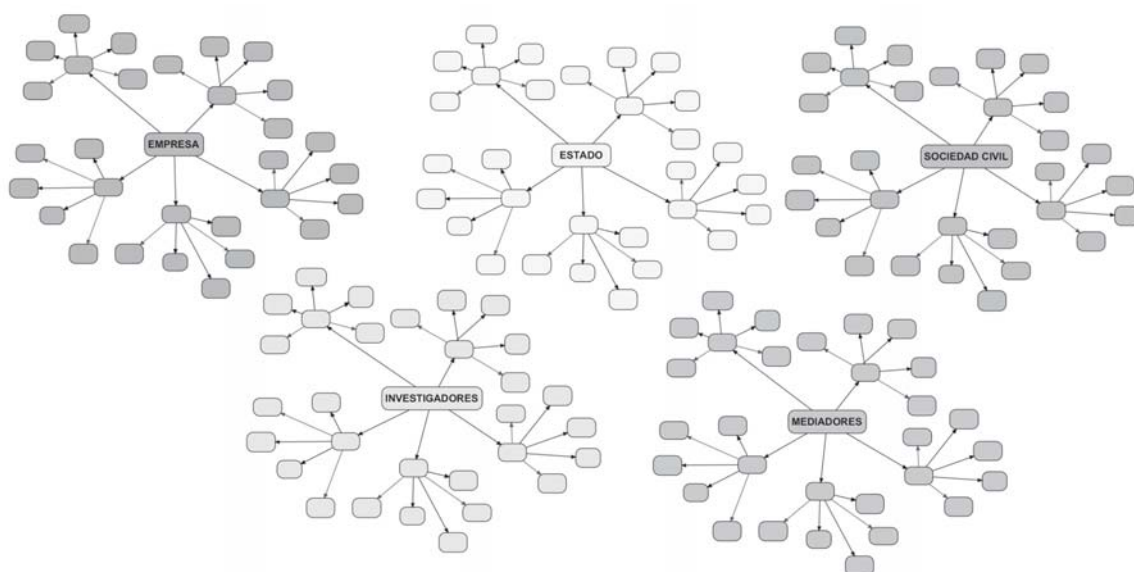 EMPRESA
ESTADO
SOCIEDAD CIVIL
INVESTIGADORES
MEDIADORES